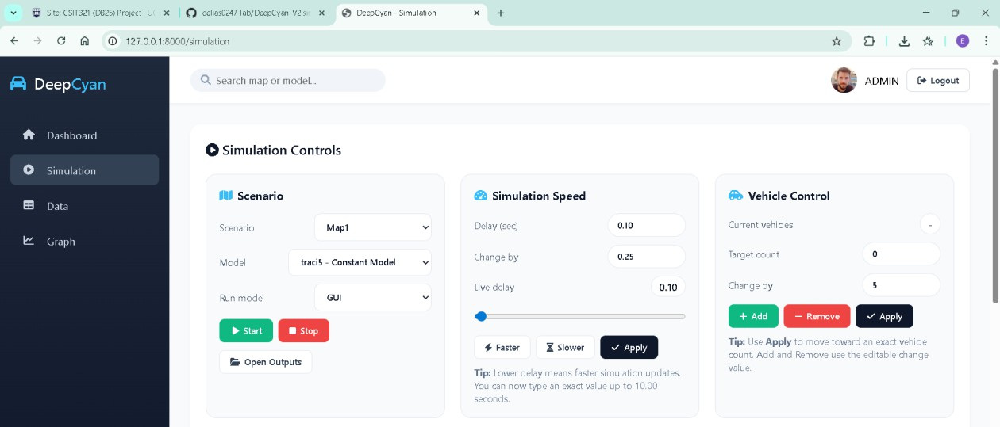 Site: CSIT321 (DB25) Project | U
delias0247-lab/DeepCyan-V2Isi
DeepCyan - Simulation
127.0.0.1:8000/simulation
E
DeepCyan
Search map or model...
ADMIN
Logout
Dashboard
Simulation
Data
Graph
Simulation Controls
Scenario
Scenario
Map1
Model
traci5 - Constant Model
Run mode
GUI
Start
Stop
Open Outputs
Simulation Speed
Delay (sec)
0.10
Change by
0.25
Live delay
0.10
Faster
Slower
Apply
Tip: Lower delay means faster simulation updates.
You can now type an exact value up to 10.00
seconds.
Vehicle Control
Current vehicles
-
Target count
0
Change by
5
Add
Remove
Apply
Tip: Use Apply to move toward an exact vehicle
count. Add and Remove use the editable change
value.